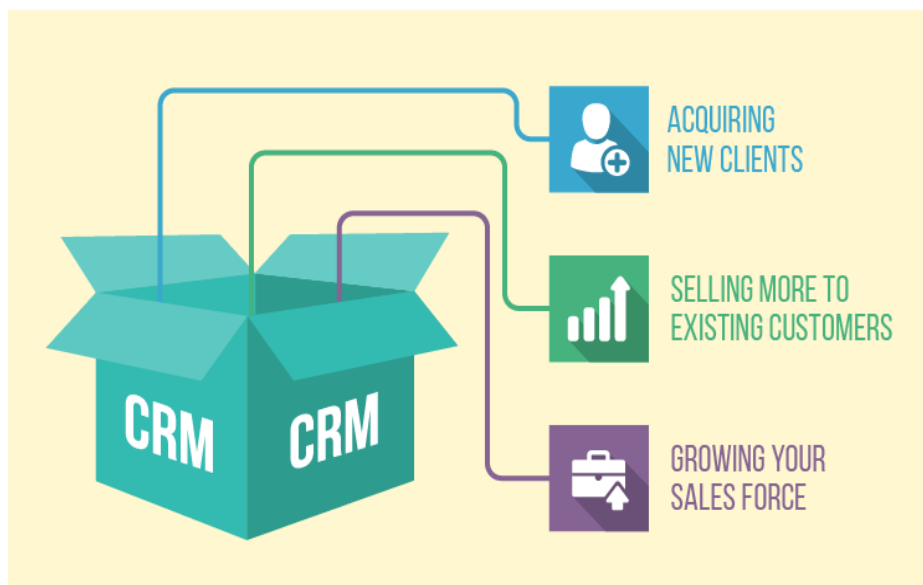 ACQUIRING
NEW CLIENTS
SELLING MORE TO
EXISTING CUSTOMERS
CRM
CRM
GROWING YOUR
SALES FORCE